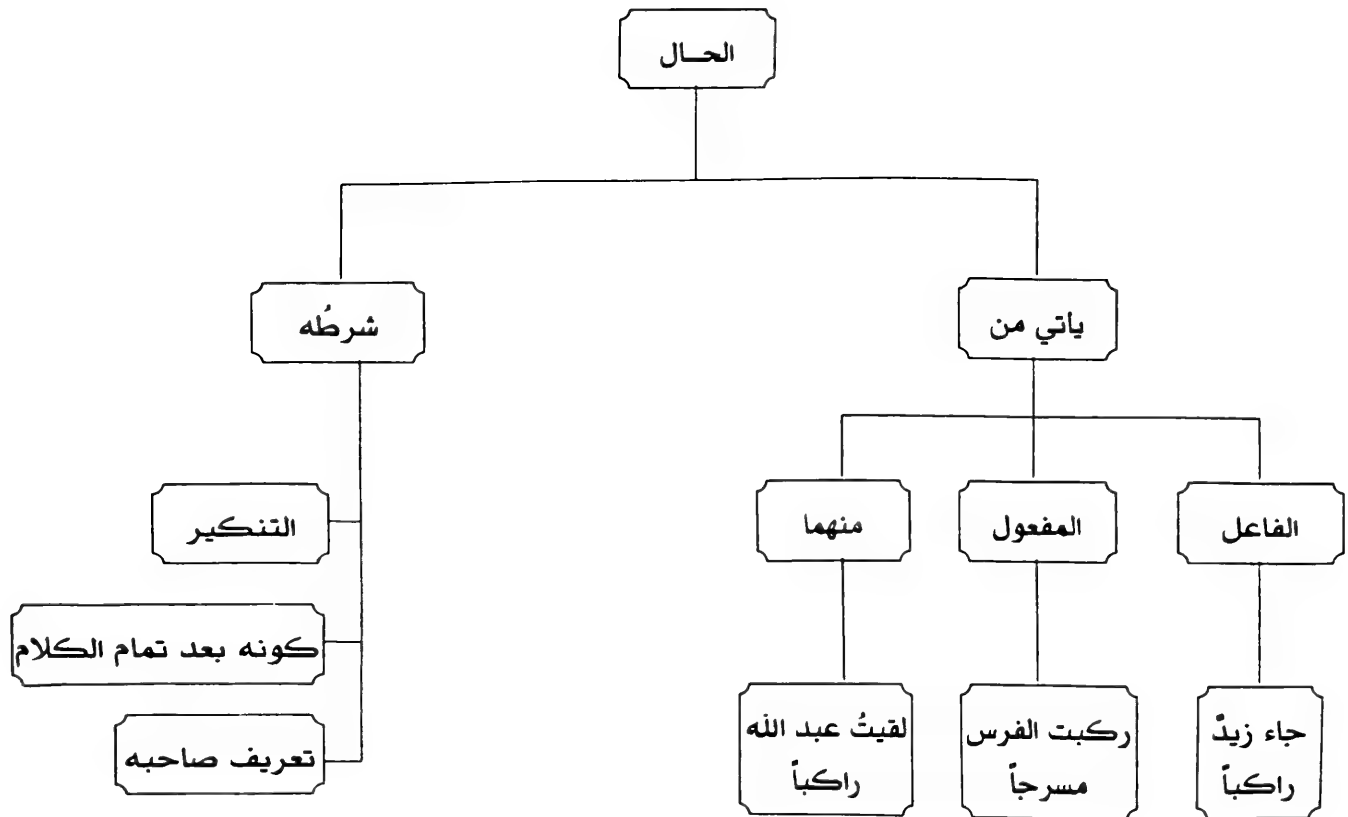 الحـــال
ياتي من
شرطُه
الفاعل
المفعول
منهما
جاء زيدٌ
راكباً
ركبت الفرس
مسرجاً
لقيتُ عبد الله
راكباً
التنكير
كونه بعد تمام الكلام
تعريف صاحبه